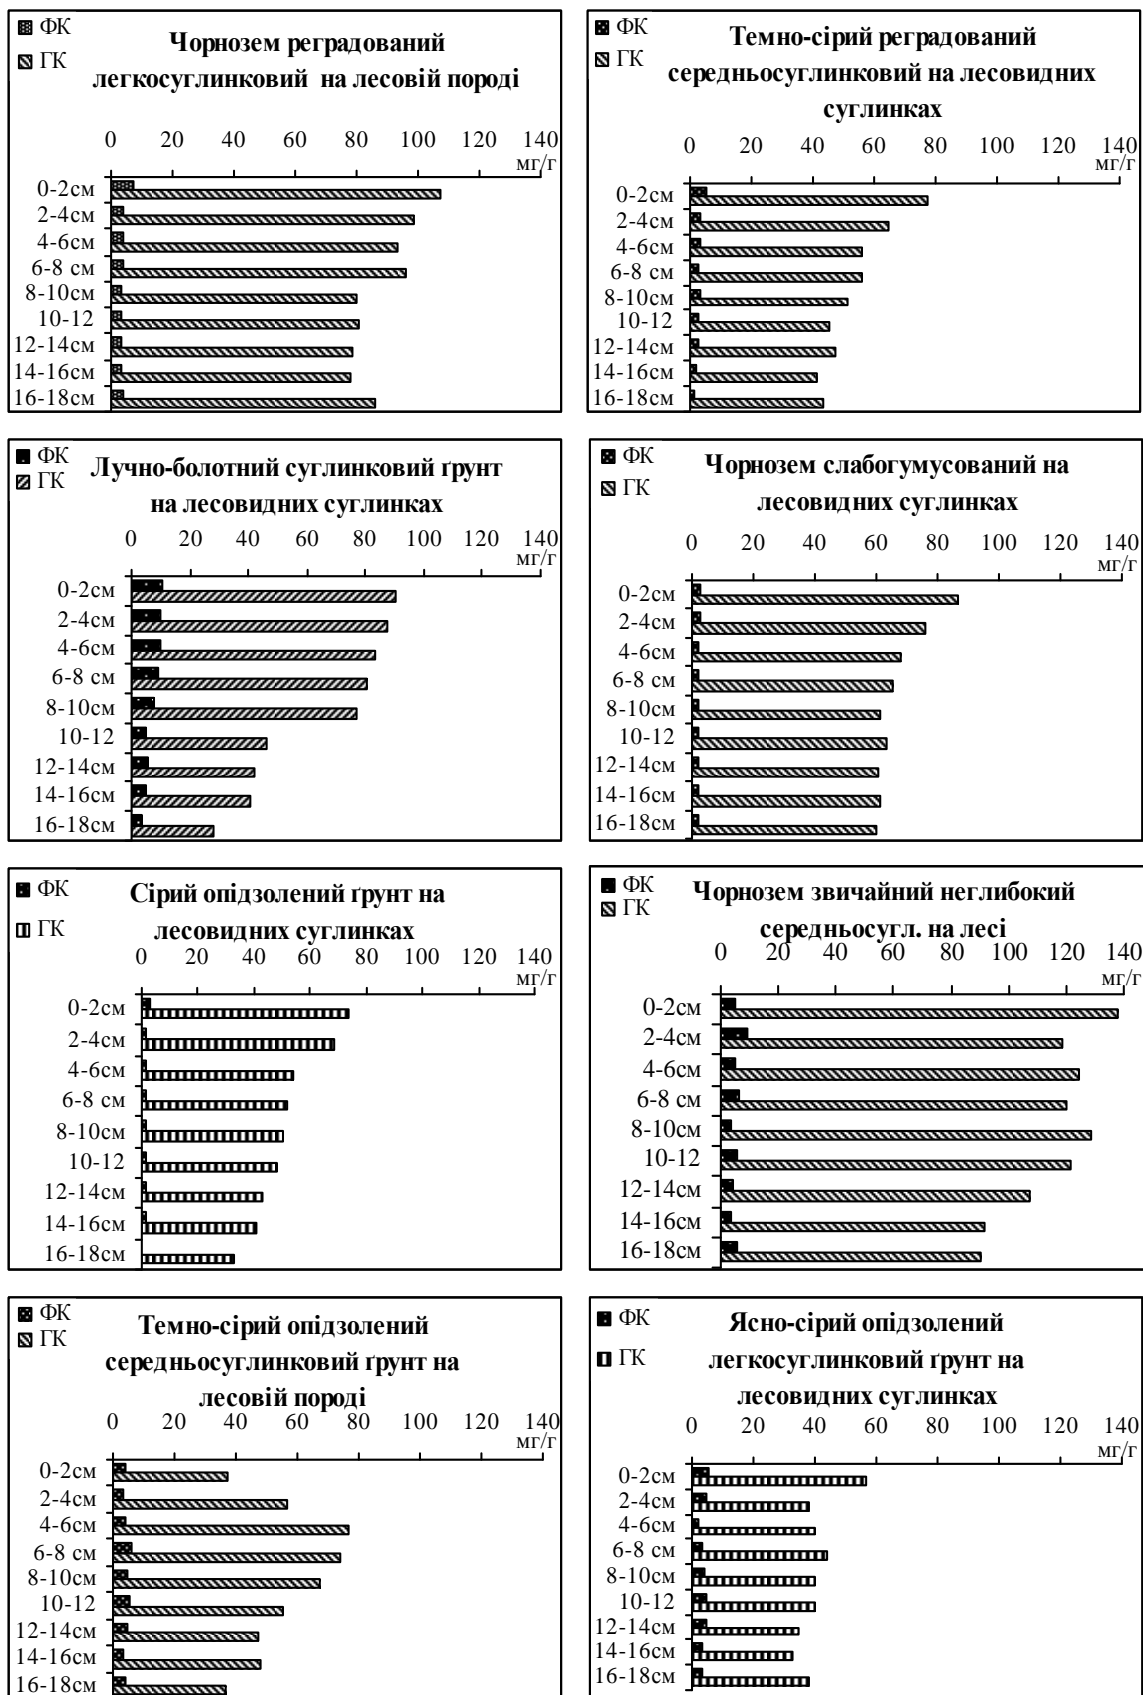 ФК
ГК
Чорнозем реградований
легкосуглинковий на лесовій породі
0 20 40 60 80 100 120 140
мг/г
0-2см
2-4см
4-6см
6-8 см
8-10см
10-12
12-14см
14-16см
16-18см
ФК
ГК
Темно-сірий реградований
середньосуглинковий на лесовидних
суглинках
0 20 40 60 80 100 120 140
мг/г
0-2см
2-4см
4-6см
6-8 см
8-10см
10-12
12-14см
14-16см
16-18см
ФК
ГК
Лучно-болотний суглинковий ґрунт
на лесовидних суглинках
0 20 40 60 80 100 120 140
мг/г
0-2см
2-4см
4-6см
6-8 см
8-10см
10-12
12-14см
14-16см
16-18см
ФК
ГК
Чорнозем слабогумусований на
лесовидних суглинках
0 20 40 60 80 100 120 140
мг/г
0-2см
2-4см
4-6см
6-8 см
8-10см
10-12
12-14см
14-16см
16-18см
ФК
ГК
Сірий опідзолений ґрунт на
лесовидних суглинках
0 20 40 60 80 100 120 140
мг/г
0-2см
2-4см
4-6см
6-8 см
8-10см
10-12
12-14см
14-16см
16-18см
ФК
ГК
Чорнозем звичайний неглибокий
середньосугл. на лесі
0 20 40 60 80 100 120 140
мг/г
0-2см
2-4см
4-6см
6-8 см
8-10см
10-12
12-14см
14-16см
16-18см
ФК
ГК
Темно-сірий опідзолений
середньосуглинковий ґрунт на
лесовій породі
0 20 40 60 80 100 120 140
мг/г
0-2см
2-4см
4-6см
6-8 см
8-10см
10-12
12-14см
14-16см
16-18см
ФК
ГК
Ясно-сірий опідзолений
легкосуглинковий ґрунт на
лесовидних суглинках
0 20 40 60 80 100 120 140
мг/г
0-2см
2-4см
4-6см
6-8 см
8-10см
10-12
12-14см
14-16см
16-18см